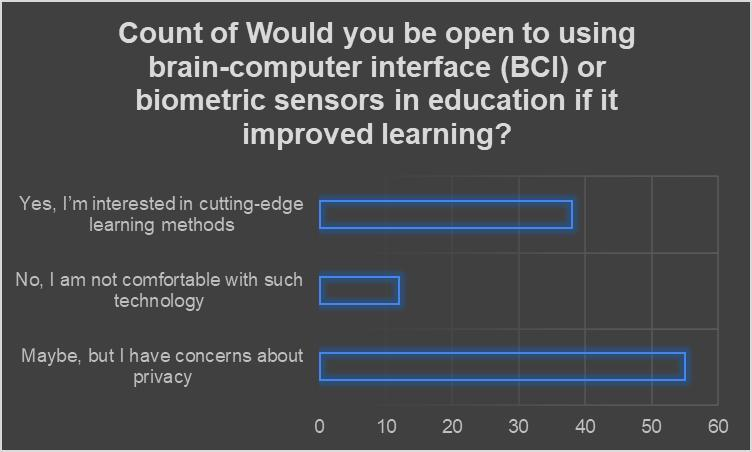 Count of Would you be open to using
brain-computer interface (BCI) or
biometric sensors in education if it
improved learning?
Yes, I’m interested in cutting-edge
learning methods
No, I am not comfortable with such
technology
Maybe, but I have concerns about
privacy
0 10 20 30 40 50 60